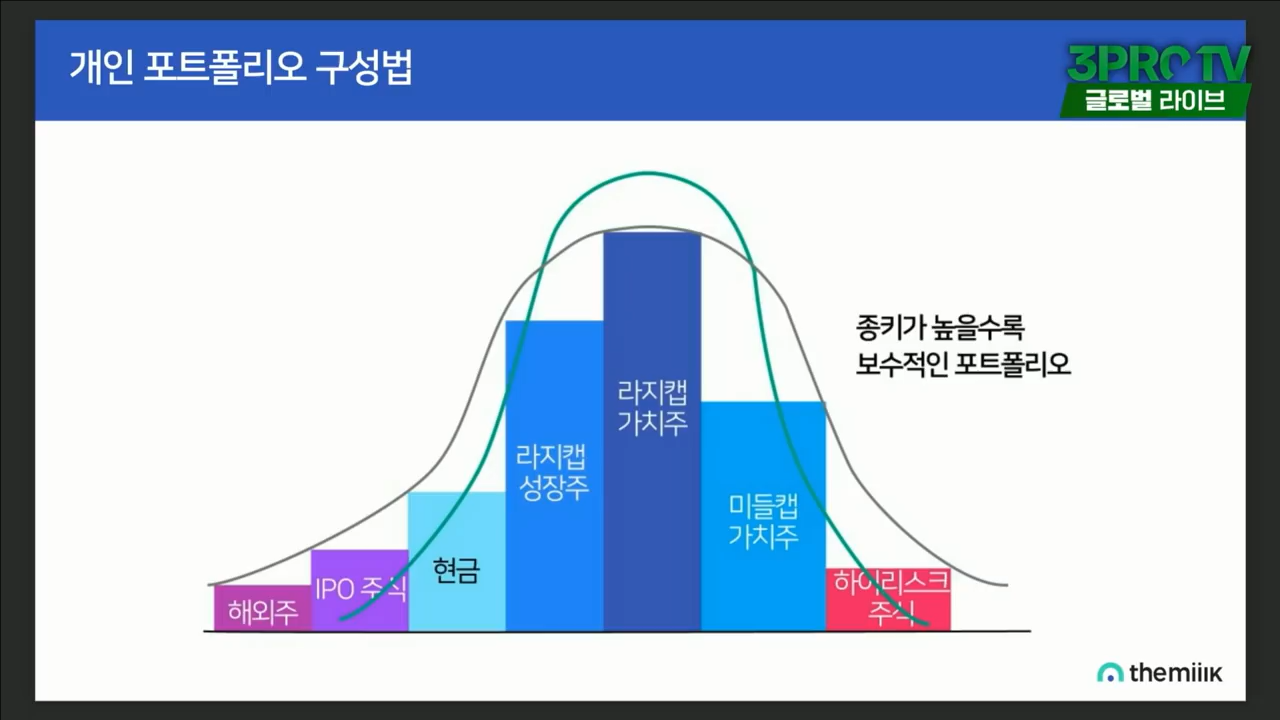 개인 포트폴리오 구성법
3PRO TV
글로벌 라이브
종키가 높을수록
보수적인 포트폴리오
라지캡
가치주
라지캡
성장주
미들캡
가치주
현금
IPO 주식
하이리스크
주식
해외주
themiilk